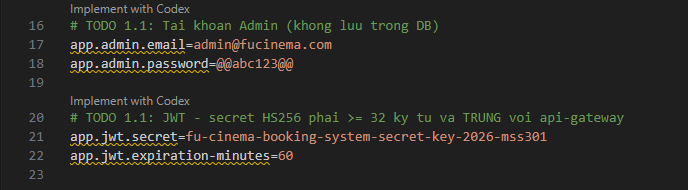 Implement with Codex
16 # TODO 1.1: Tai khoan Admin (khong luu trong DB)
17 app.admin.email=admin@fucinema.com
18 app.admin.password=@@abc123@@
19
Implement with Codex
20 # TODO 1.1: JWT - secret HS256 phai >= 32 ky tu va TRUNG voi api-gateway
21 app.jwt.secret=fu-cinema-booking-system-secret-key-2026-mss301
22 app.jwt.expiration-minutes=60
23